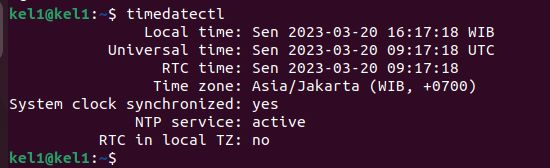 kel1@kel1:~$ timedatectl
               Local time: Sen 2023-03-20 16:17:18 WIB
           Universal time: Sen 2023-03-20 09:17:18 UTC
                 RTC time: Sen 2023-03-20 09:17:18
                Time zone: Asia/Jakarta (WIB, +0700)
System clock synchronized: yes
              NTP service: active
          RTC in local TZ: no
kel1@kel1:~$